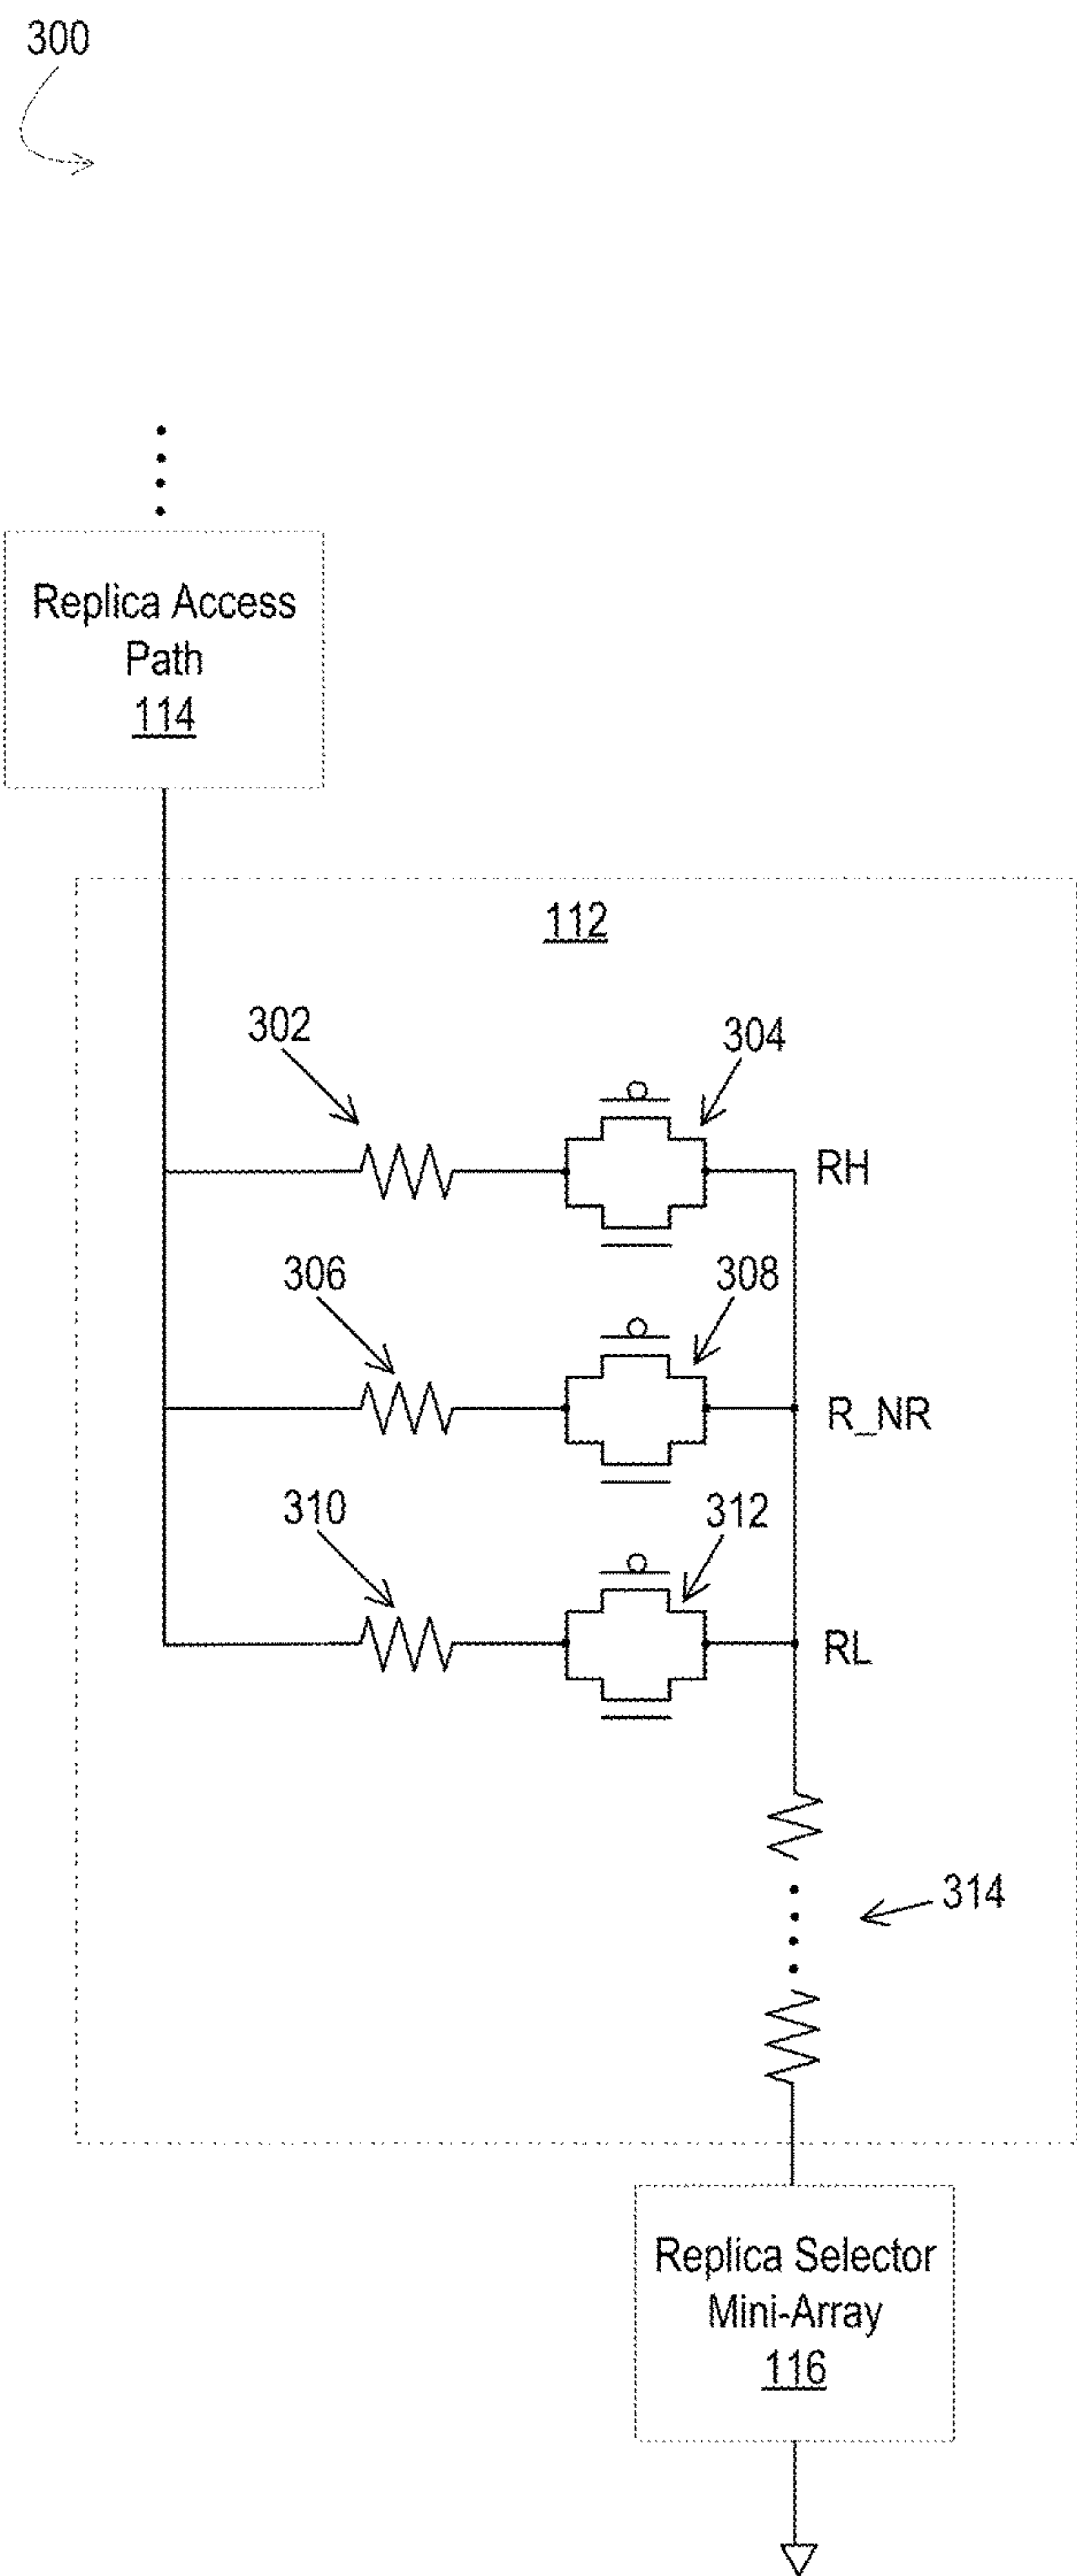 300
Replica Access
Path
114
112
302
304
RH
306
308
R_NR
310
312
RL
314
Replica Selector
Mini-Array
116